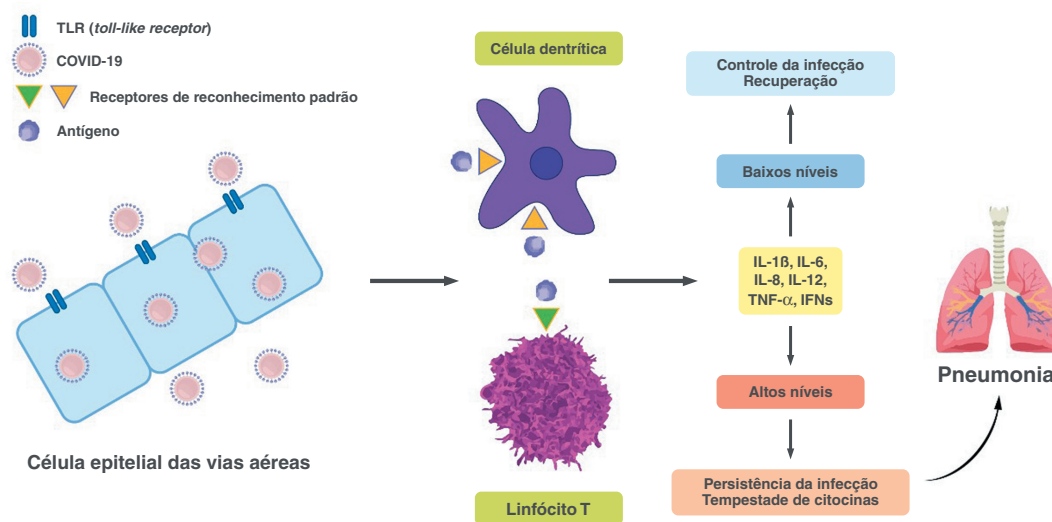 TLR (toll-like receptor)
COVID-19
Receptores de reconhecimento padrão
Antígeno
Célula epitelial das vias aéreas
Célula dentrítica
Linfócito T
Controle da infecção
Recuperação
Baixos níveis
IL-1ß, IL-6,
IL-8, IL-12,
TNF-α, IFNs
Altos níveis
Persistência da infecção
Tempestade de citocinas
Pneumonia